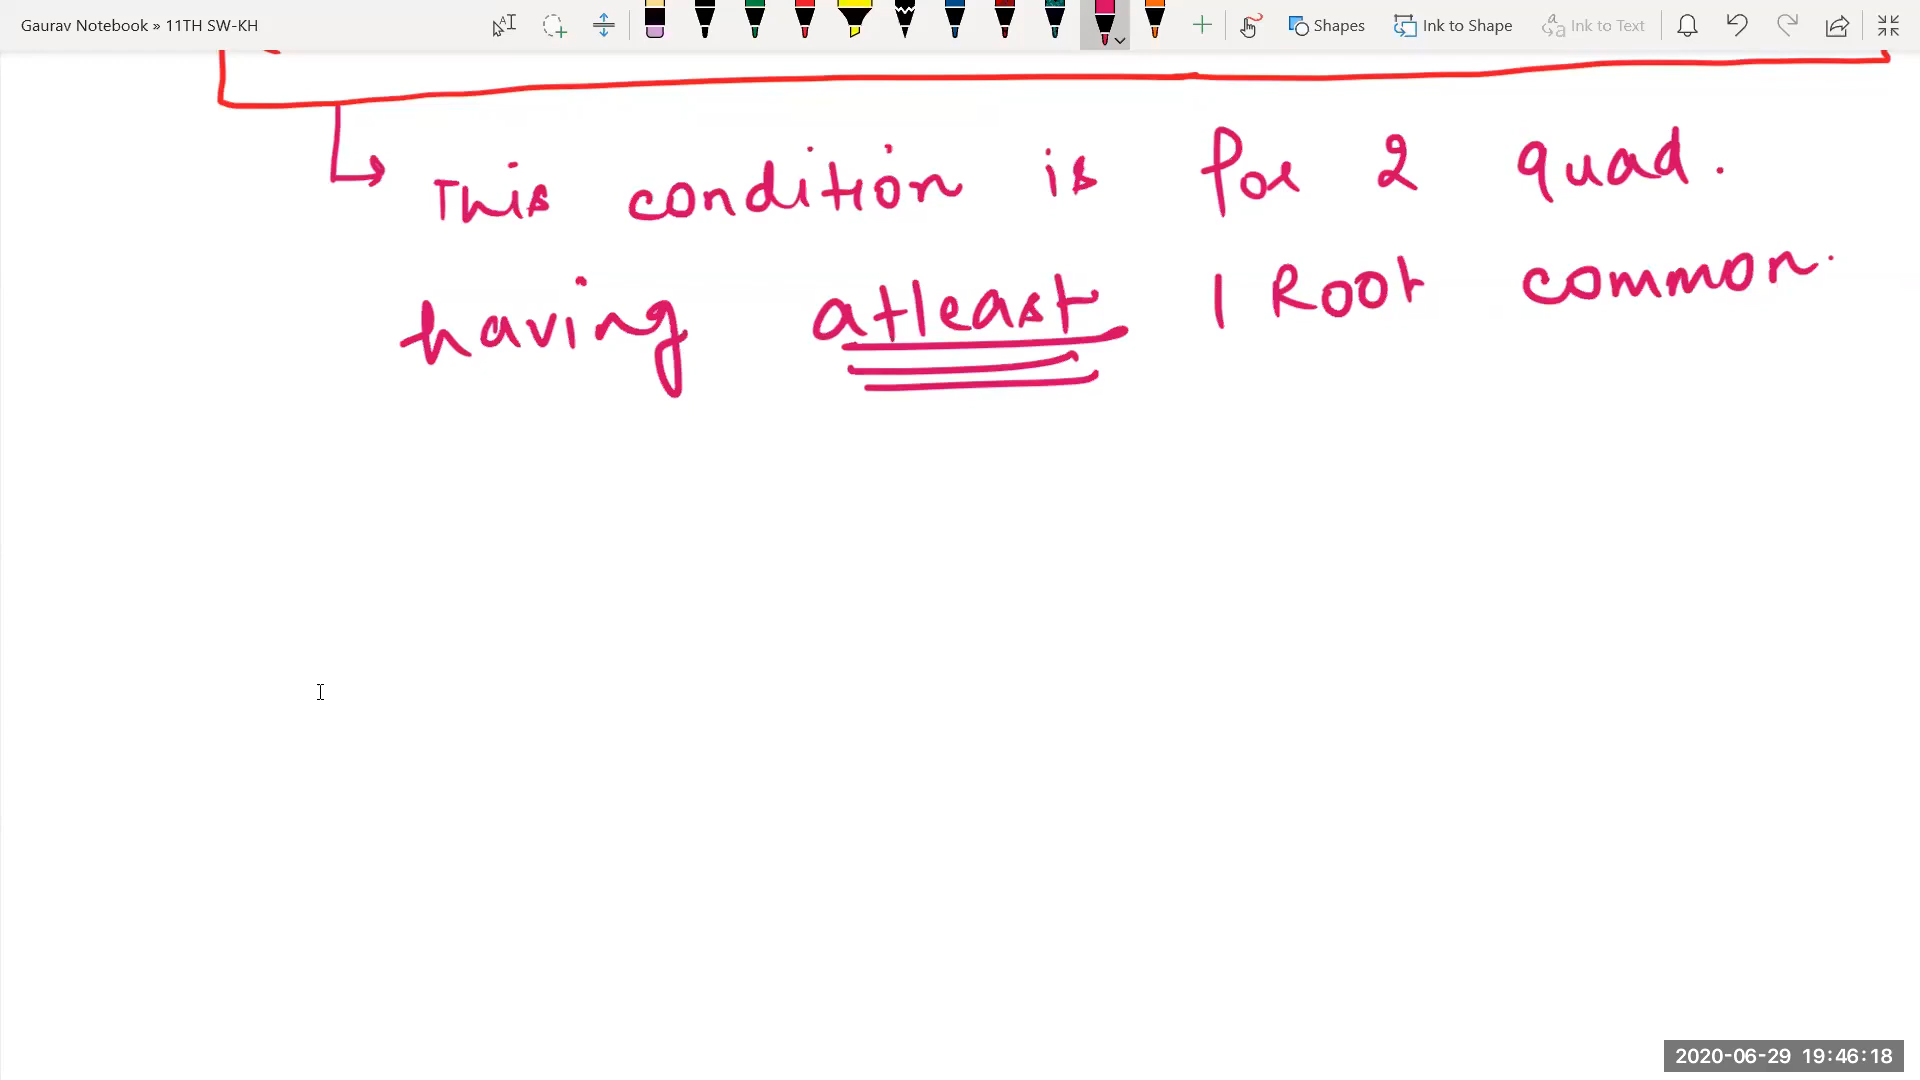 Gaurav Notebook » 11TH SW-KH
Shapes
Ink to Shape
Ink to Text
This condition is for 2 quad.
having atleast 1 Root common.
2020-06-29 19:46:18